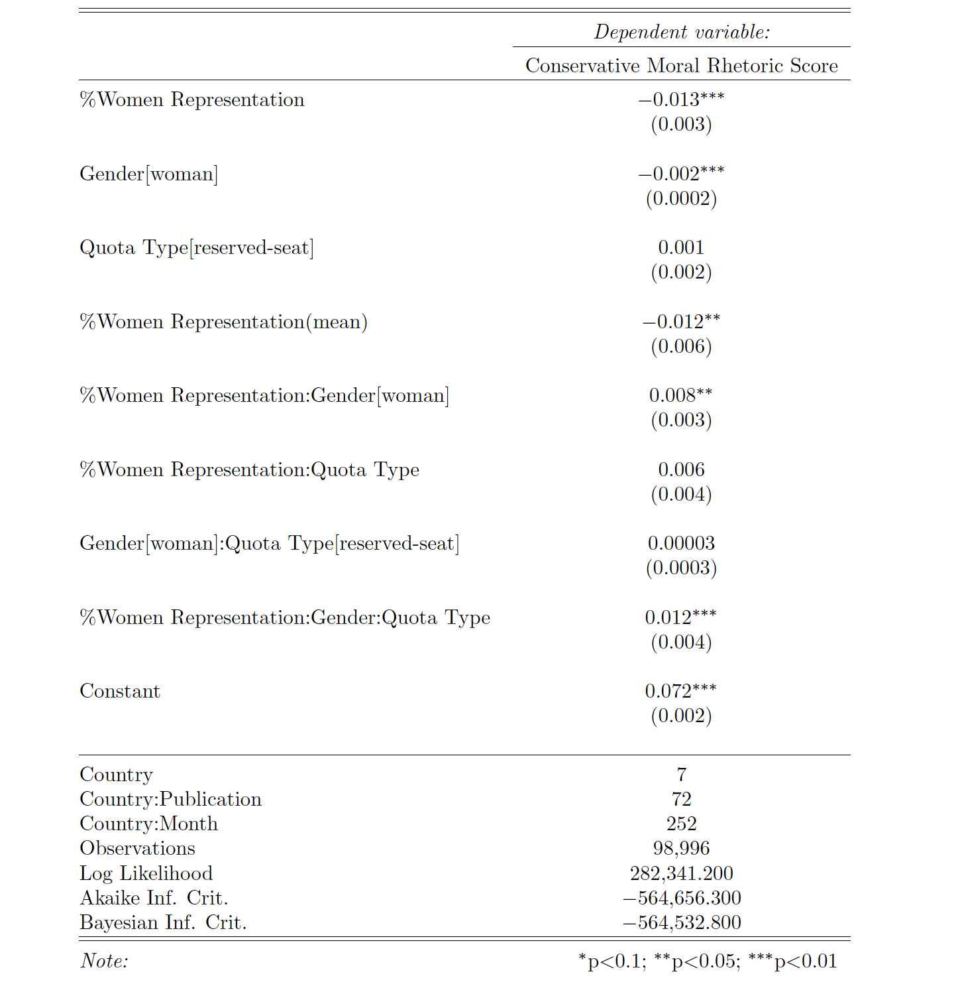 Dependent variable:
Conservative Moral Rhetoric Score
%Women Representation −0.013***
(0.003)
Gender[woman] −0.002***
(0.0002)
Quota Type[reserved-seat] 0.001
(0.002)
%Women Representation(mean) −0.012**
(0.006)
%Women Representation:Gender[woman] 0.008**
(0.003)
%Women Representation:Quota Type 0.006
(0.004)
Gender[woman]:Quota Type[reserved-seat] 0.00003
(0.0003)
%Women Representation:Gender:Quota Type 0.012***
(0.004)
Constant 0.072***
(0.002)
Country 7
Country:Publication 72
Country:Month 252
Observations 98,996
Log Likelihood 282,341.200
Akaike Inf. Crit. −564,656.300
Bayesian Inf. Crit. −564,532.800
Note: *p<0.1; **p<0.05; ***p<0.01